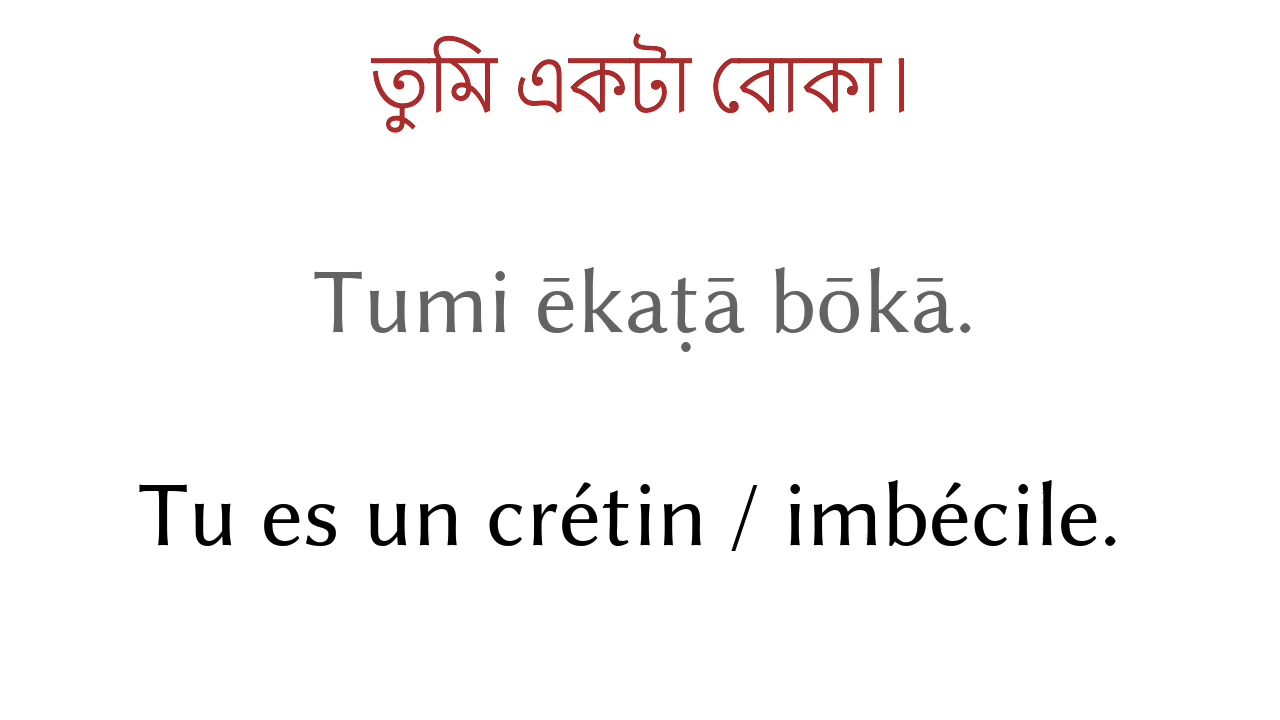 তুমি একটা বোকা।
Tumi ēkaṭā bōkā.
Tu es un crétin / imbécile.